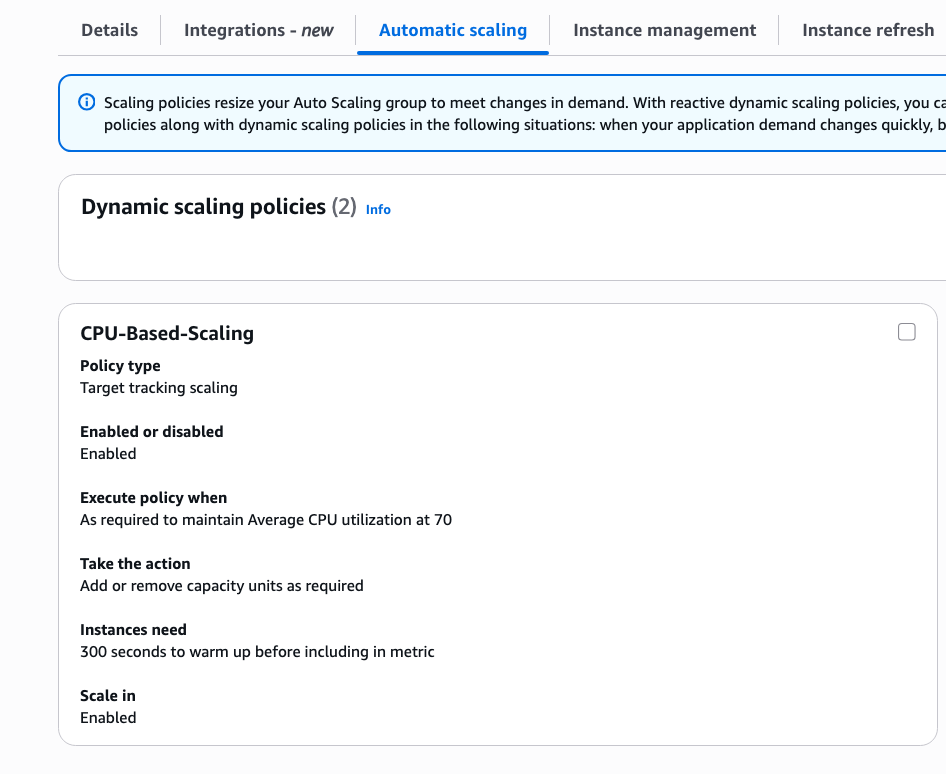 Details
Integrations - new
Automatic scaling
Instance management
Instance refresh
Scaling policies resize your Auto Scaling group to meet changes in demand. With reactive dynamic scaling policies, you ca
policies along with dynamic scaling policies in the following situations: when your application demand changes quickly, b
Dynamic scaling policies (2) Info
CPU-Based-Scaling
Policy type
Target tracking scaling
Enabled or disabled
Enabled
Execute policy when
As required to maintain Average CPU utilization at 70
Take the action
Add or remove capacity units as required
Instances need
300 seconds to warm up before including in metric
Scale in
Enabled